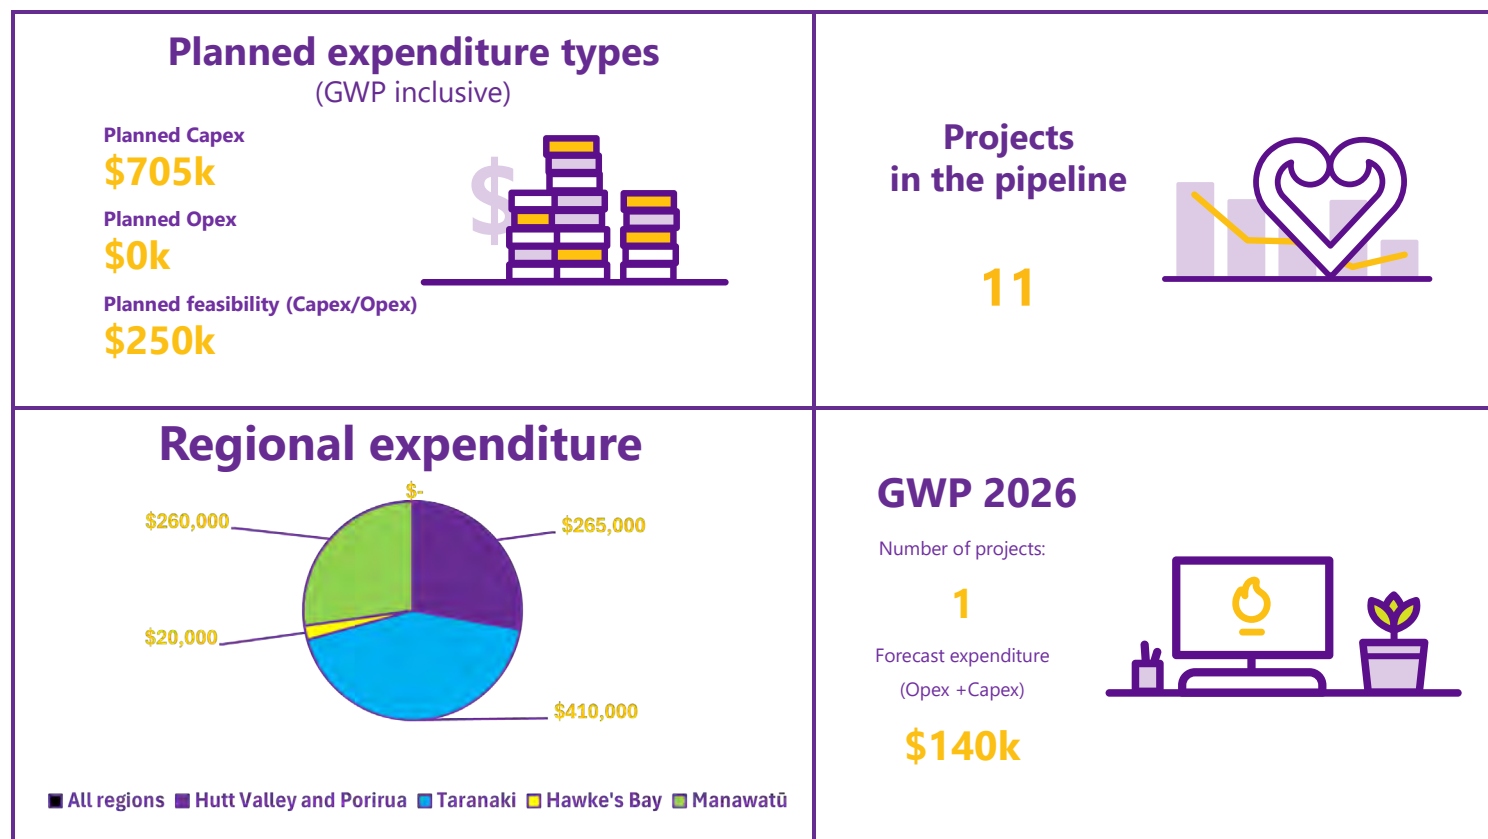 Planned expenditure types
(GWP inclusive)
Planned Capex
$705k
Planned Opex
$0k
Planned feasibility (Capex/Opex)
$250k
$
Projects
in the pipeline
11
Regional expenditure
$-
$260,000
$265,000
$20,000
$410,000
All regions Hutt Valley and Porirua Taranaki Hawke's Bay Manawatū
GWP 2026
Number of projects:
1
Forecast expenditure
(Opex +Capex)
$140k